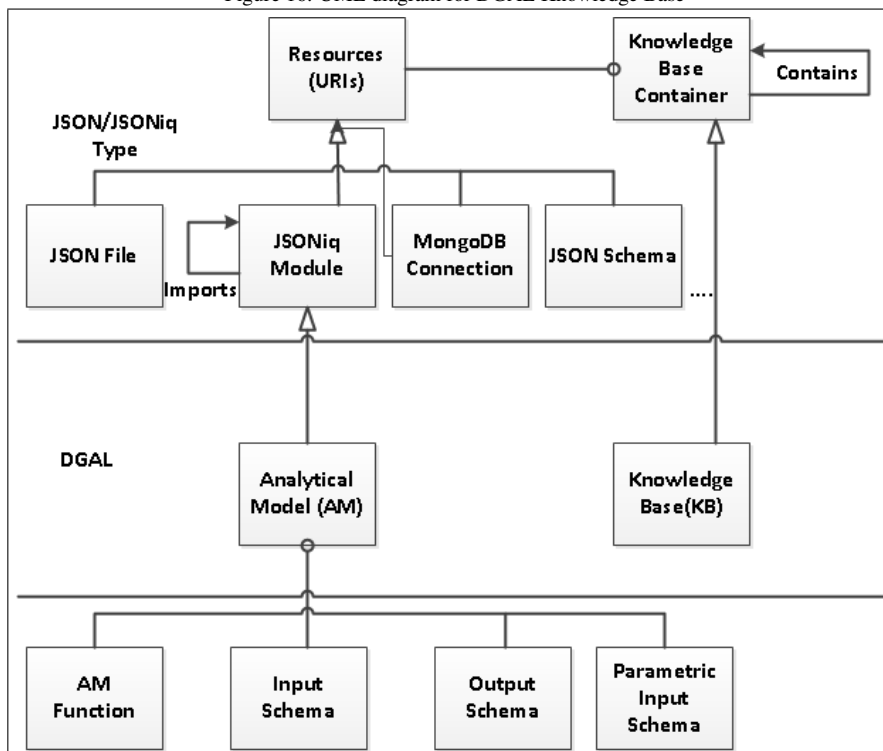 Resources
(URIs)
Knowledge
Base
Container
Contains
JSON/JSONiq
Type
JSON File
JSONiq
Module
MongoDB
Connection
JSON Schema
Imports
....
DGAL
Analytical
Model (AM)
Knowledge
Base(KB)
AM
Function
Input
Schema
Output
Schema
Parametric
Input
Schema